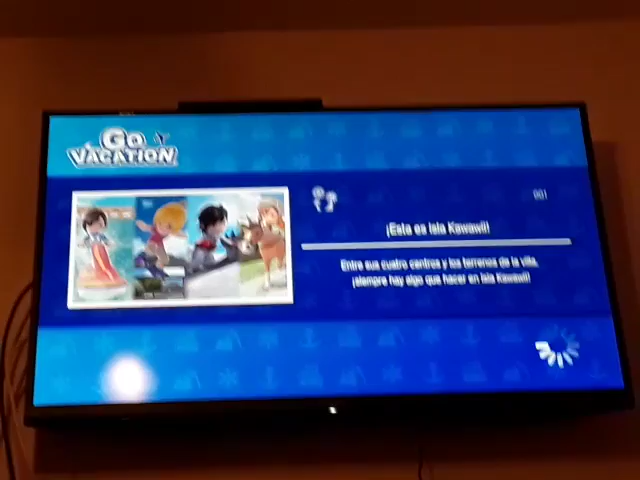 GO
VACATION
001
¡Esta es Isla Kawawii!
Entre sus cuatro centros y los terrenos de la villa,
¡siempre hay algo que hacer en Isla Kawawii!